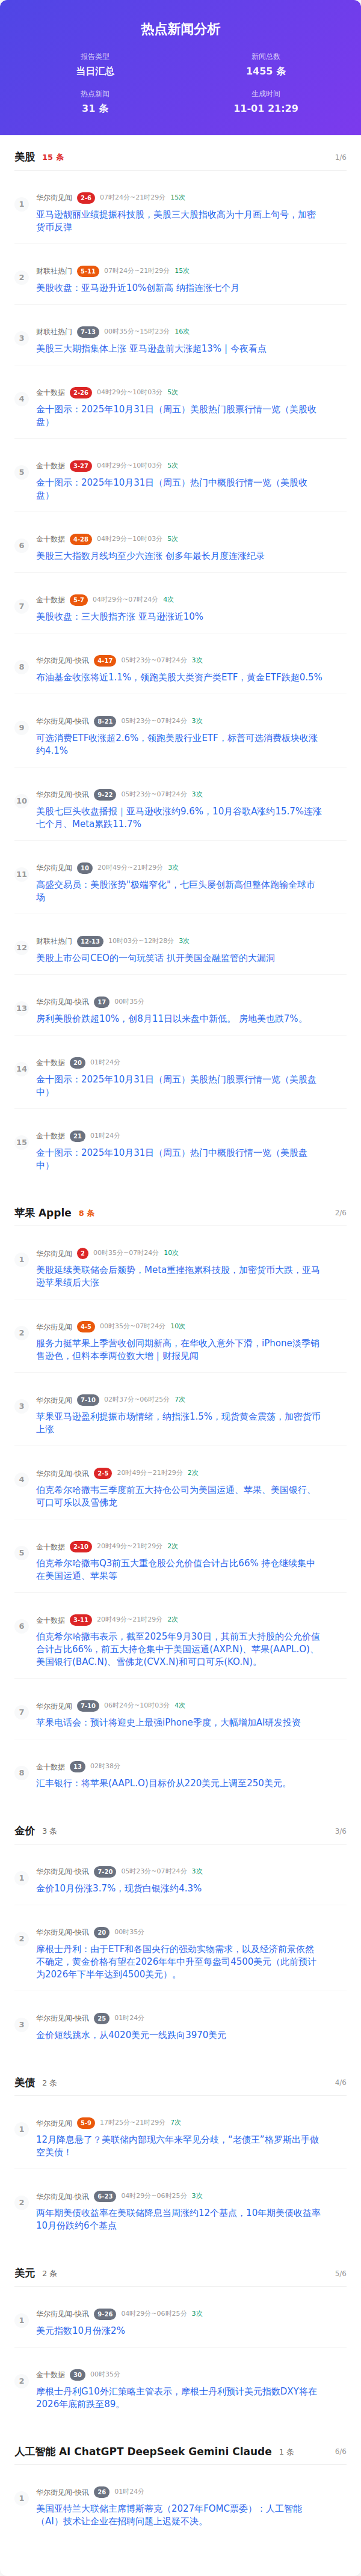 热点新闻分析
报告类型
当日汇总
新闻总数
1455 条
热点新闻
31 条
生成时间
11-01 21:29
美股 15 条 1/6
1
华尔街见闻 2-6 07时24分~21时29分 15次
亚马逊靓丽业绩提振科技股，美股三大股指收高为十月画上句号，加密
货币反弹
2
财联社热门 5-11 07时24分~21时29分 15次
美股收盘：亚马逊升近10%创新高 纳指连涨七个月
3
财联社热门 7-13 00时35分~15时23分 16次
美股三大期指集体上涨 亚马逊盘前大涨超13% | 今夜看点
4
金十数据 2-26 04时29分~10时03分 5次
金十图示：2025年10月31日（周五）美股热门股票行情一览（美股收
盘）
5
金十数据 3-27 04时29分~10时03分 5次
金十图示：2025年10月31日（周五）热门中概股行情一览（美股收
盘）
6
金十数据 4-28 04时29分~10时03分 5次
美股三大指数月线均至少六连涨 创多年最长月度连涨纪录
7
金十数据 5-7 04时29分~07时24分 4次
美股收盘：三大股指齐涨 亚马逊涨近10%
8
华尔街见闻-快讯 4-17 05时23分~07时24分 3次
布油基金收涨将近1.1%，领跑美股大类资产类ETF，黄金ETF跌超0.5%
9
华尔街见闻-快讯 8-21 05时23分~07时24分 3次
可选消费ETF收涨超2.6%，领跑美股行业ETF，标普可选消费板块收涨
约4.1%
10
华尔街见闻-快讯 9-22 05时23分~07时24分 3次
美股七巨头收盘播报｜亚马逊收涨约9.6%，10月谷歌A涨约15.7%连涨
七个月、Meta累跌11.7%
11
华尔街见闻 10 20时49分~21时29分 3次
高盛交易员：美股涨势"极端窄化"，七巨头屡创新高但整体跑输全球市
场
12
财联社热门 12-13 10时03分~12时28分 3次
美股上市公司CEO的一句玩笑话 扒开美国金融监管的大漏洞
13
华尔街见闻-快讯 17 00时35分
房利美股价跌超10%，创8月11日以来盘中新低。 房地美也跌7%。
14
金十数据 20 01时24分
金十图示：2025年10月31日（周五）美股热门股票行情一览（美股盘
中）
15
金十数据 21 01时24分
金十图示：2025年10月31日（周五）热门中概股行情一览（美股盘
中）
苹果 Apple 8 条 2/6
1
华尔街见闻 2 00时35分~07时24分 10次
美股延续美联储会后颓势，Meta重挫拖累科技股，加密货币大跌，亚马
逊苹果绩后大涨
2
华尔街见闻 4-5 00时35分~07时24分 10次
服务力挺苹果上季营收创同期新高，在华收入意外下滑，iPhone淡季销
售逊色，但料本季两位数大增 | 财报见闻
3
华尔街见闻 7-10 02时37分~06时25分 7次
苹果亚马逊盈利提振市场情绪，纳指涨1.5%，现货黄金震荡，加密货币
上涨
4
华尔街见闻-快讯 2-5 20时49分~21时29分 2次
伯克希尔哈撒韦三季度前五大持仓公司为美国运通、苹果、美国银行、
可口可乐以及雪佛龙
5
金十数据 2-10 20时49分~21时29分 2次
伯克希尔哈撒韦Q3前五大重仓股公允价值合计占比66% 持仓继续集中
在美国运通、苹果等
6
金十数据 3-11 20时49分~21时29分 2次
伯克希尔哈撒韦表示，截至2025年9月30日，其前五大持股的公允价值
合计占比66%，前五大持仓集中于美国运通(AXP.N)、苹果(AAPL.O)、
美国银行(BAC.N)、雪佛龙(CVX.N)和可口可乐(KO.N)。
7
华尔街见闻 7-10 06时24分~10时03分 4次
苹果电话会：预计将迎史上最强iPhone季度，大幅增加AI研发投资
8
金十数据 13 02时38分
汇丰银行：将苹果(AAPL.O)目标价从220美元上调至250美元。
金价 3 条 3/6
1
华尔街见闻-快讯 7-20 05时23分~07时24分 3次
金价10月份涨3.7%，现货白银涨约4.3%
2
华尔街见闻-快讯 20 00时35分
摩根士丹利：由于ETF和各国央行的强劲实物需求，以及经济前景依然
不确定，黄金价格有望在2026年年中升至每盎司4500美元（此前预计
为2026年下半年达到4500美元）。
3
华尔街见闻-快讯 25 01时24分
金价短线跳水，从4020美元一线跌向3970美元
美债 2 条 4/6
1
华尔街见闻 5-9 17时25分~21时29分 7次
12月降息悬了？美联储内部现六年来罕见分歧，“老债王”格罗斯出手做
空美债！
2
华尔街见闻-快讯 6-23 04时29分~06时25分 3次
两年期美债收益率在美联储降息当周涨约12个基点，10年期美债收益率
10月份跌约6个基点
美元 2 条 5/6
1
华尔街见闻-快讯 9-26 04时29分~06时25分 3次
美元指数10月份涨2%
2
金十数据 30 00时35分
摩根士丹利G10外汇策略主管表示，摩根士丹利预计美元指数DXY将在
2026年底前跌至89。
人工智能 AI ChatGPT DeepSeek Gemini Claude 1 条 6/6
1
华尔街见闻-快讯 26 01时24分
美国亚特兰大联储主席博斯蒂克（2027年FOMC票委）：人工智能
（AI）技术让企业在招聘问题上迟疑不决。